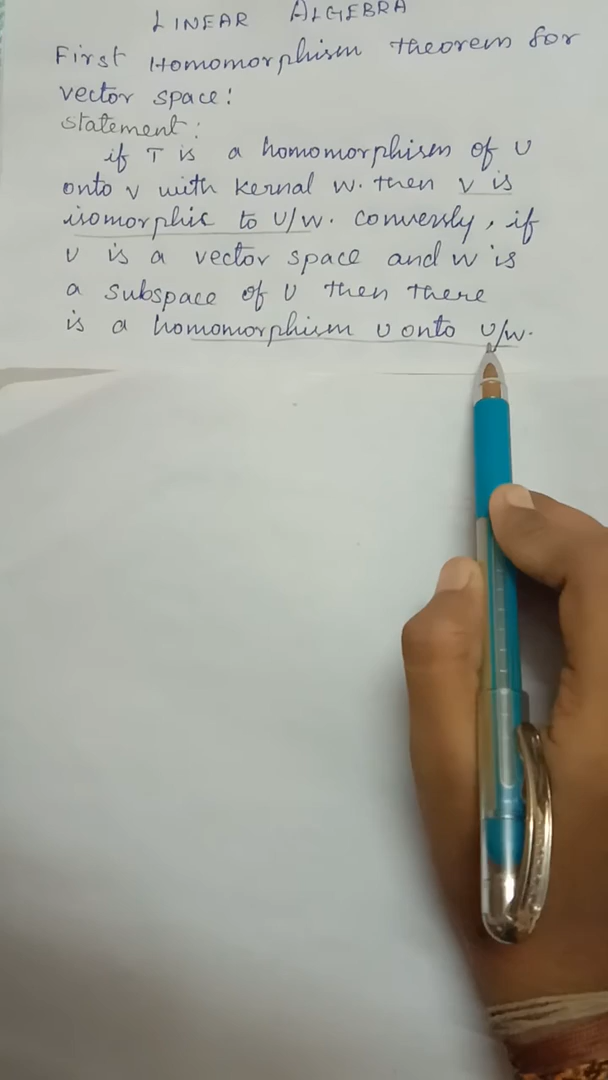 LINEAR ALGEBRA
First Homomorphism theorem for
vector space:
statement:
if T is a homomorphism of U
onto V with kernal W. then V is
isomorphic to U/W. conversly, if
U is a vector space and W is
a subspace of U then there
is a homomorphism U onto U/W.